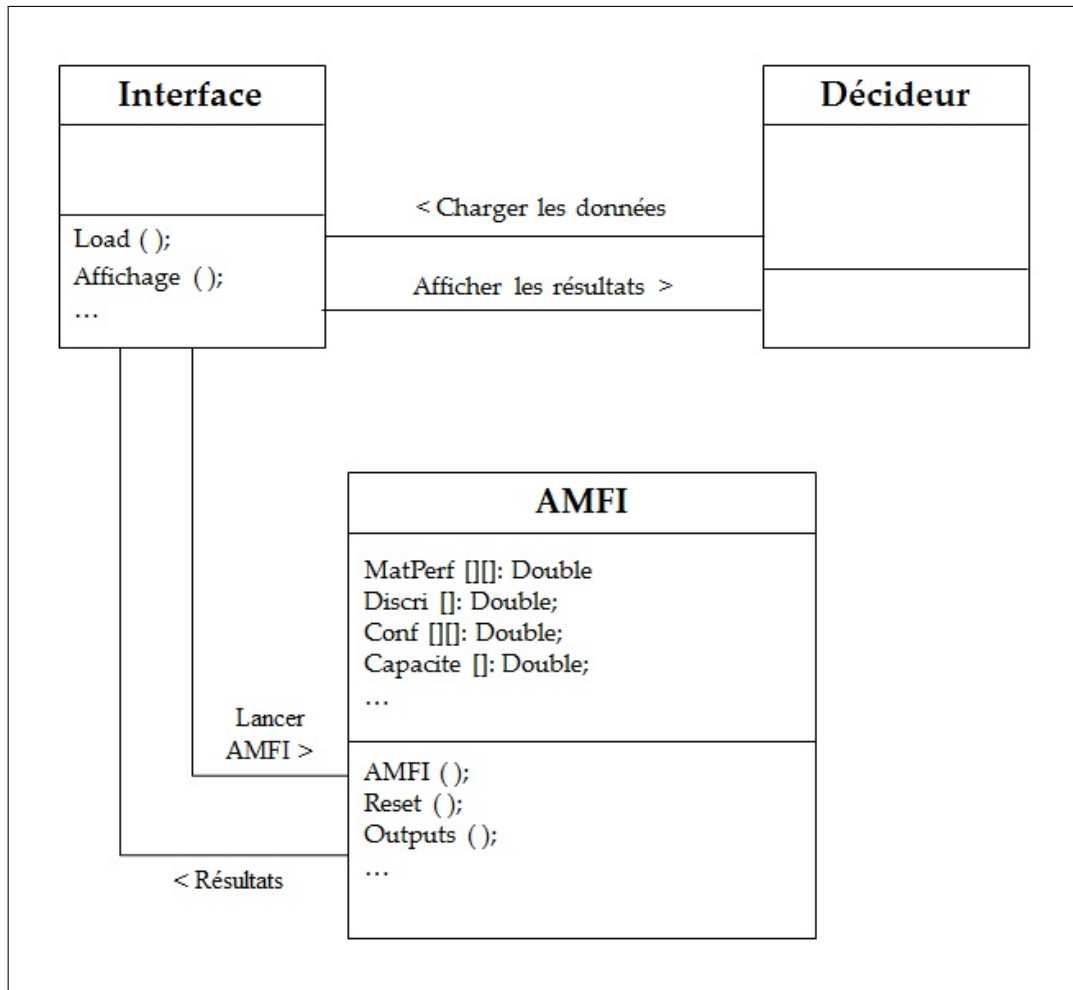 Interface
Décideur
< Charger les données
Load ( );
Affichage ( );
...
Afficher les résultats >
AMFI
MatPerf [][]: Double
Discri []: Double;
Conf [][]: Double;
Capacite []: Double;
...
Lancer
AMFI >
AMFI ( );
Reset ( );
Outputs ( );
...
< Résultats